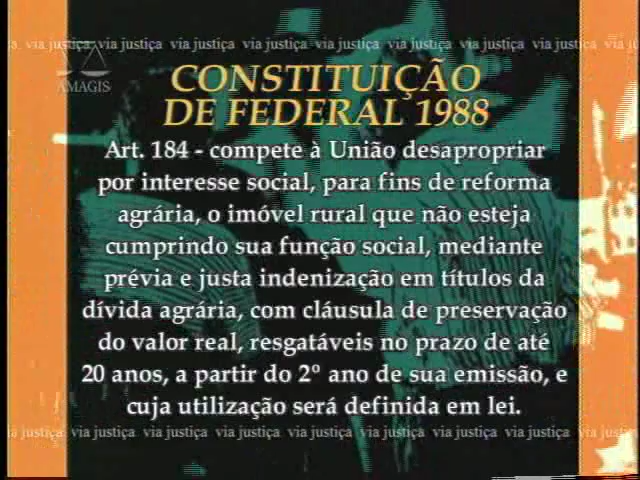 via justiça via justiça via justiça via justiça via justiça via justiça via justiça
AMAGIS
CONSTITUIÇÃO
DE FEDERAL 1988
Art. 184 - compete à União desapropriar
por interesse social, para fins de reforma
agrária, o imóvel rural que não esteja
cumprindo sua função social, mediante
prévia e justa indenização em títulos da
dívida agrária, com cláusula de preservação
do valor real, resgatáveis no prazo de até
20 anos, a partir do 2º ano de sua emissão, e
cuja utilização será definida em lei.
via justiça via justiça via justiça via justiça via justiça via justiça via justiça via justiça